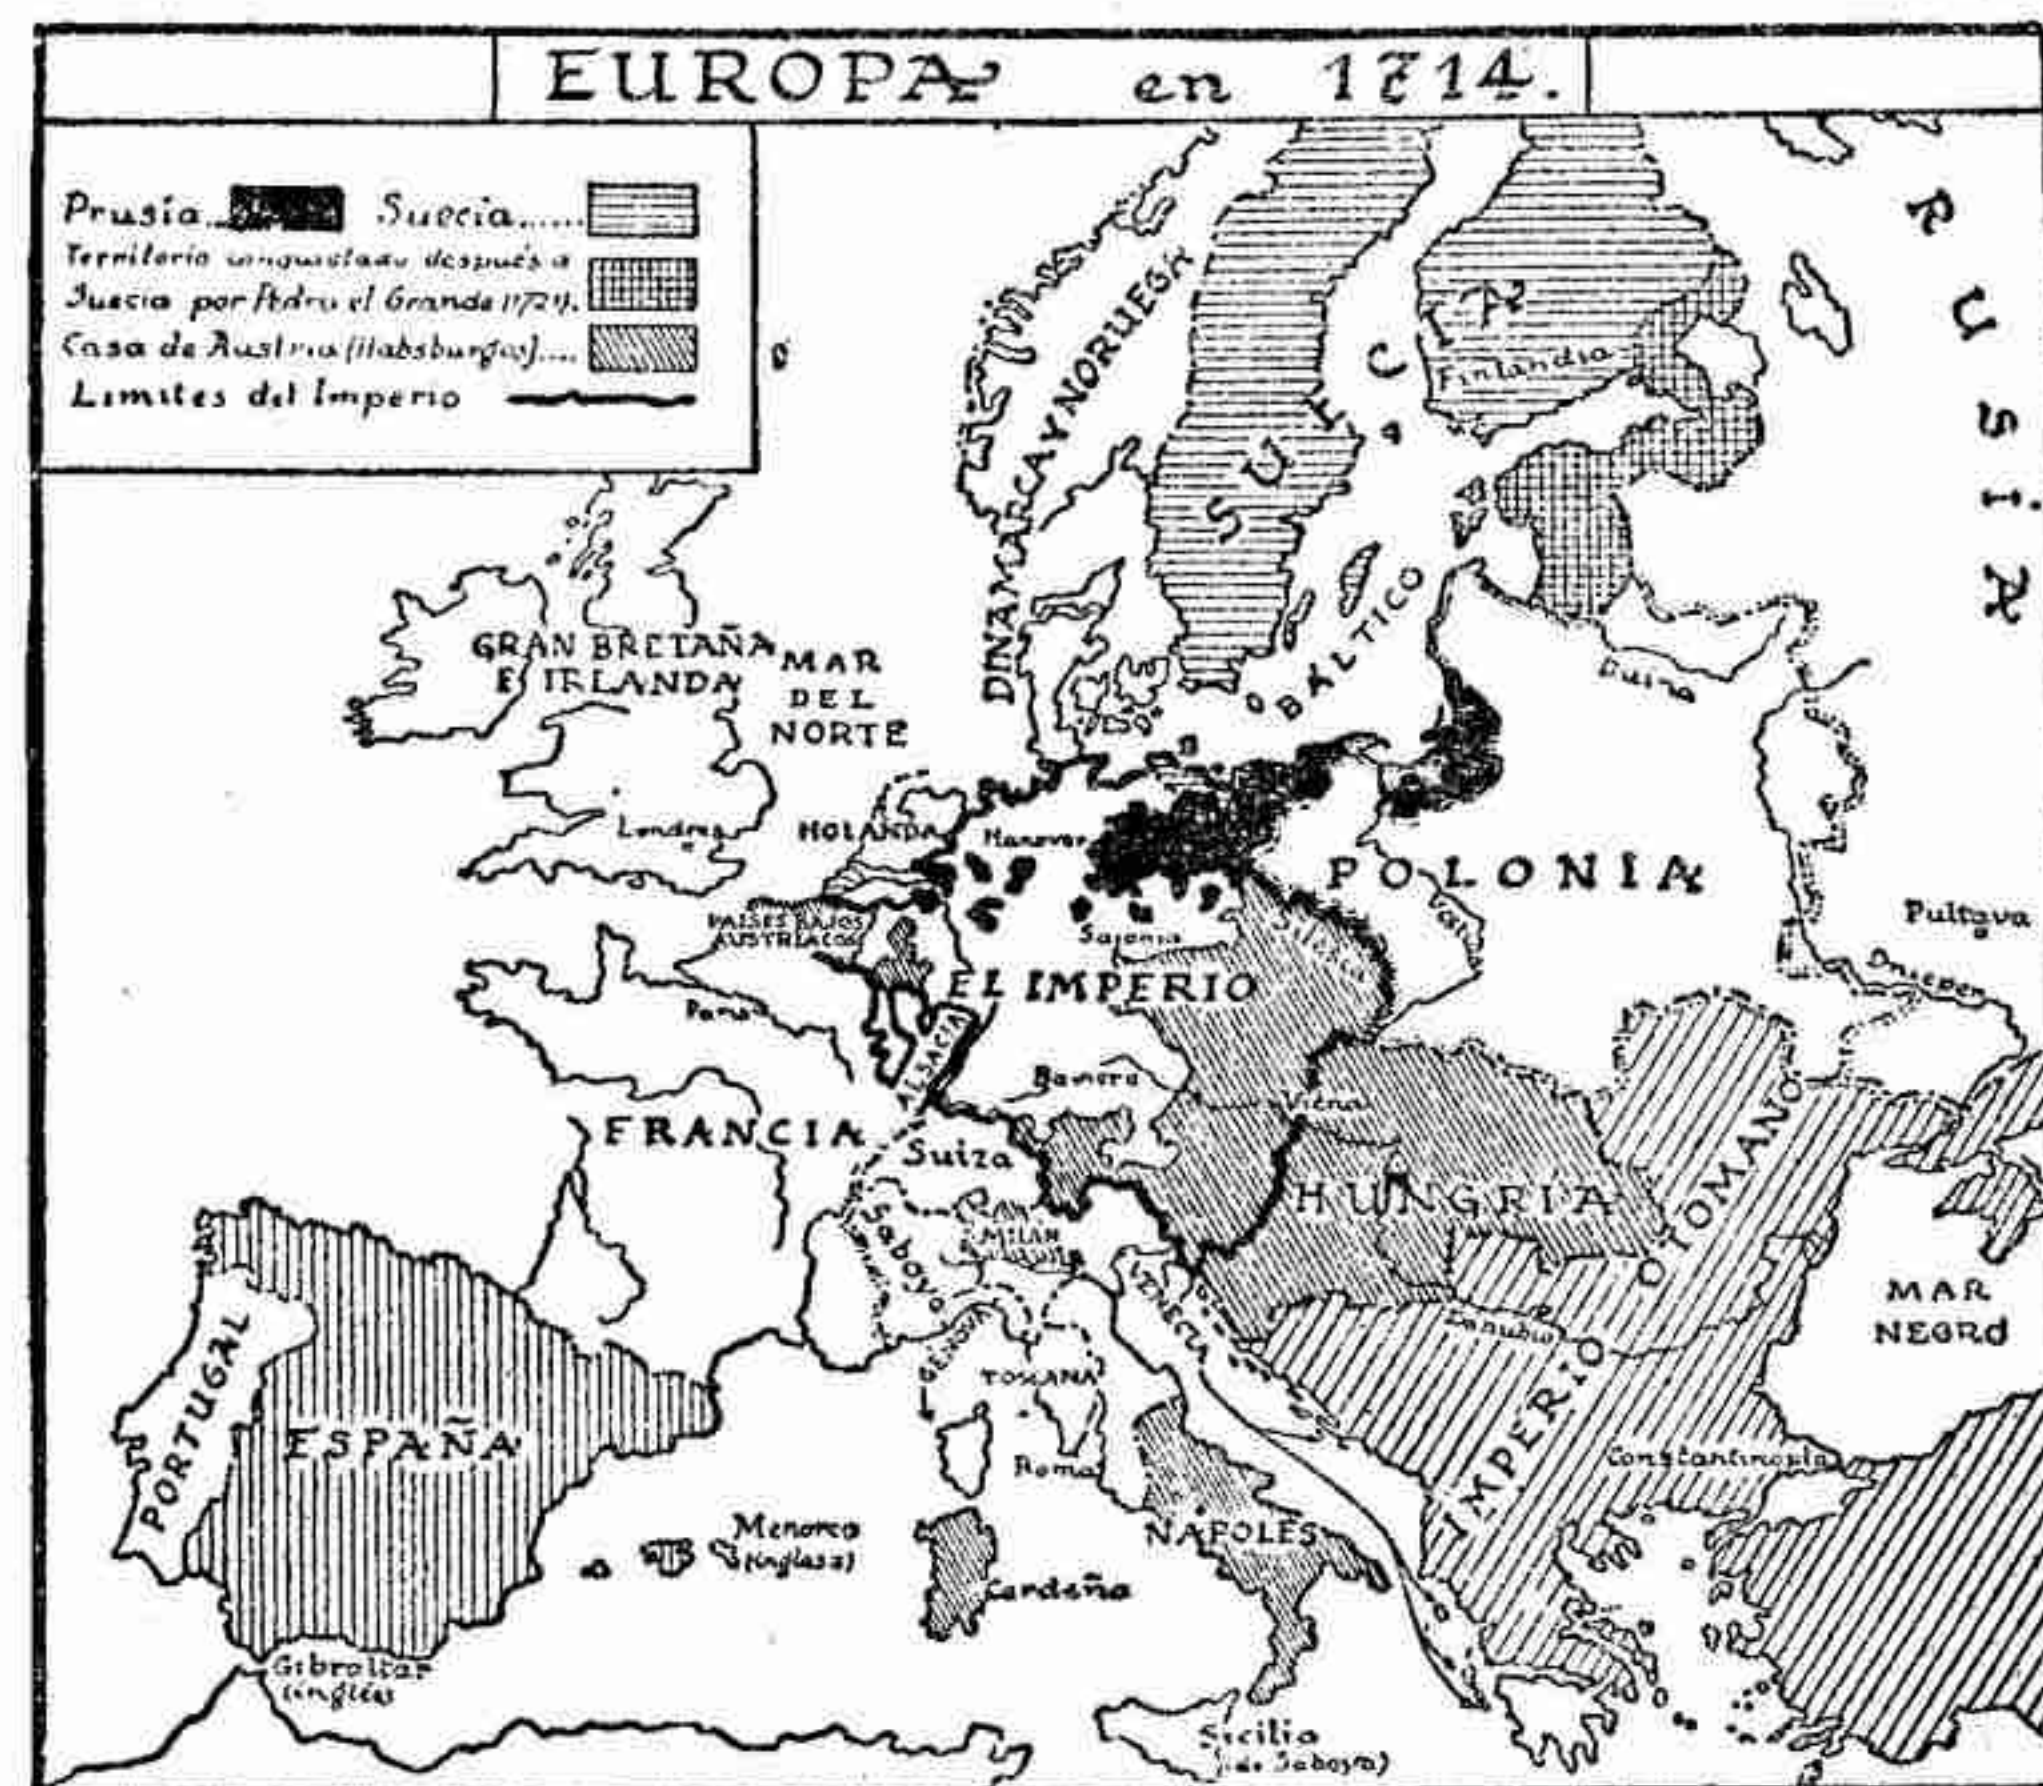 EUROPA en 1714.
Prusia... Suecia......
Territorio conquistado después a
Suecia por Pedro el Grande (1721).
Casa de Austria (Habsburgos)....
Limites del Imperio
RUSIA
DINAMARCA Y NORUEGA
SUECIA
Finlandia
GRAN BRETAÑA
E IRLANDA
MAR
DEL
NORTE
BALTICO
Duina
Londres
HOLANDA
Hanover
POLONIA
Pultava
PAISES BAJOS
AUSTRIACOS
Sajonia
Silesia
EL IMPERIO
Dnieper
Paris
ALSACIA
Baviera
Viena
FRANCIA
Suiza
HUNGRIA
IMPERIO OTOMANO
Saboya
MILAN
VENECIA
MAR
NEGRO
Danubio
GENOVA
TOSCANA
PORTUGAL
ESPAÑA
Roma
Constantinopla
Menorca
(inglesa)
NAPOLES
Cerdeña
Gibraltar
(inglés
Sicilia
(de Saboya)